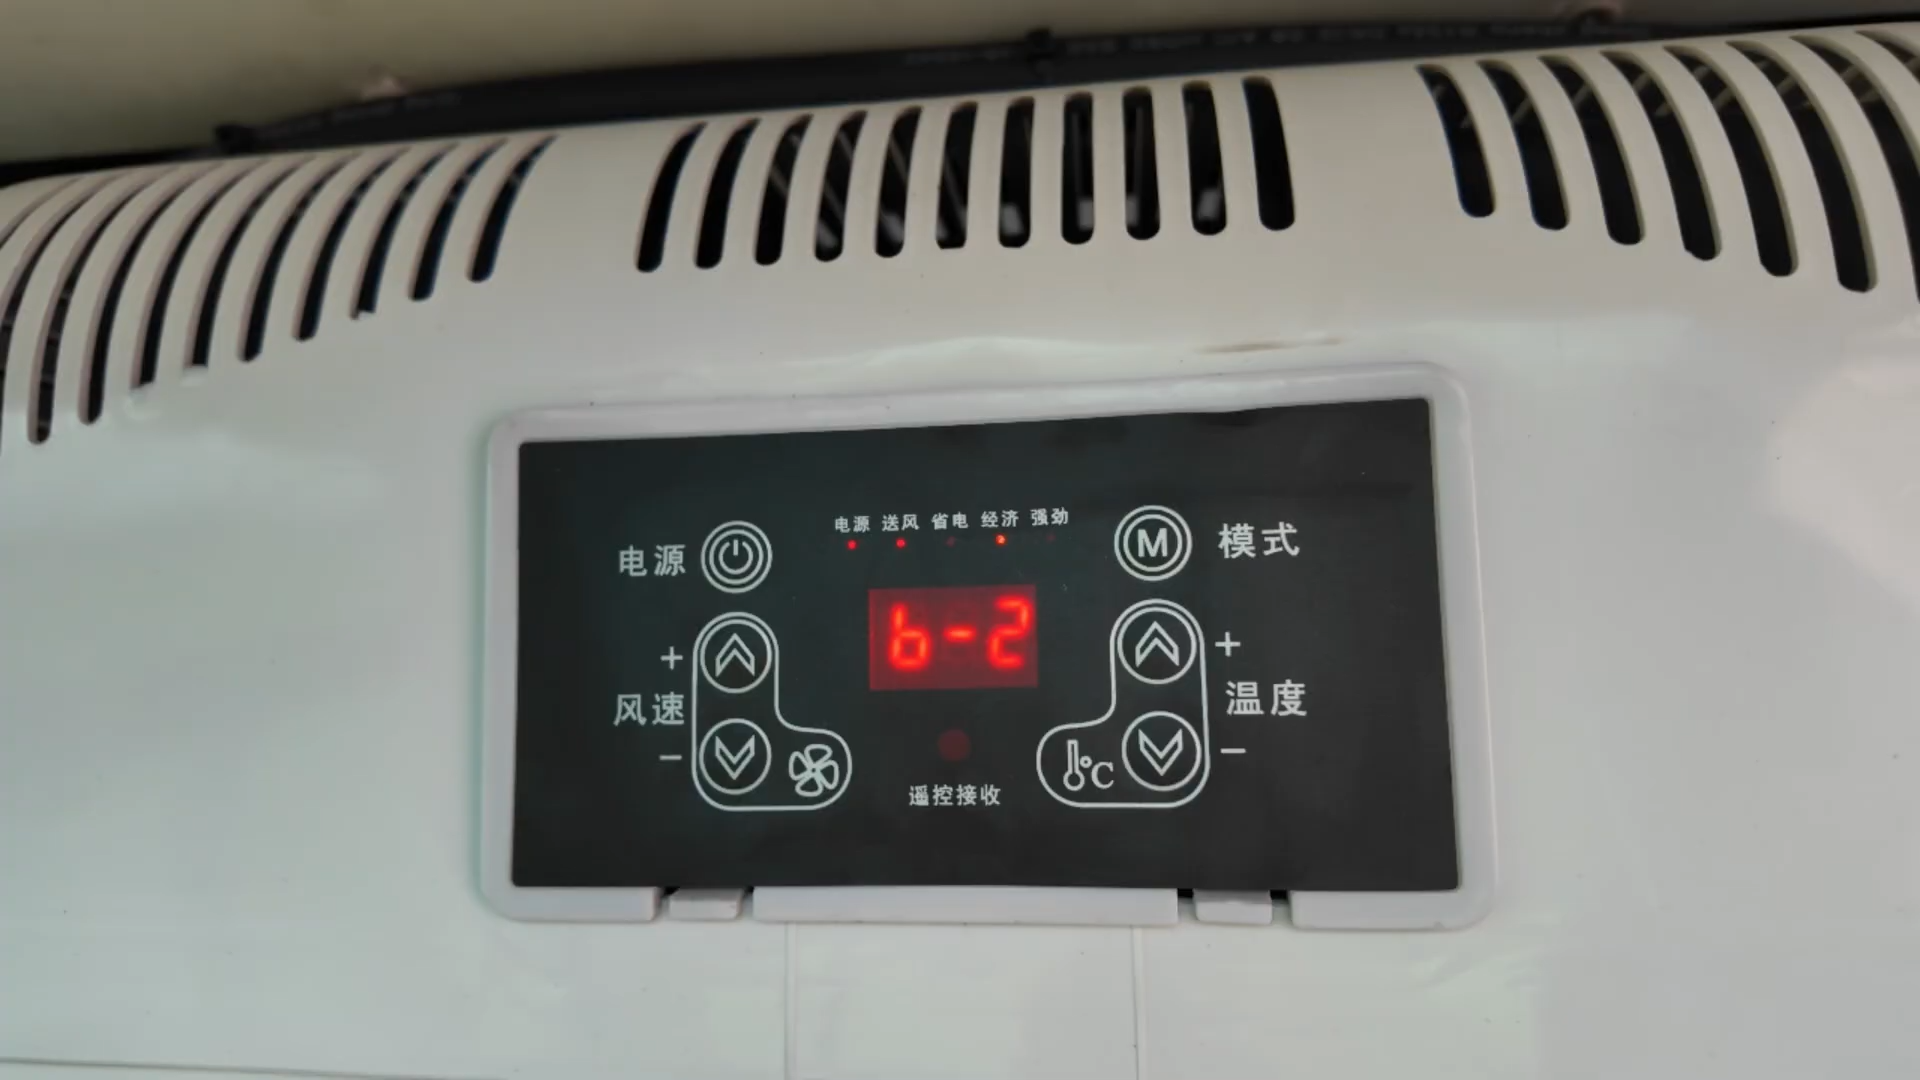 电源 送风 省电 经济 强劲
电源
M 模式
b-2
+
+
风速
温度
−
−
°C
遥控接收